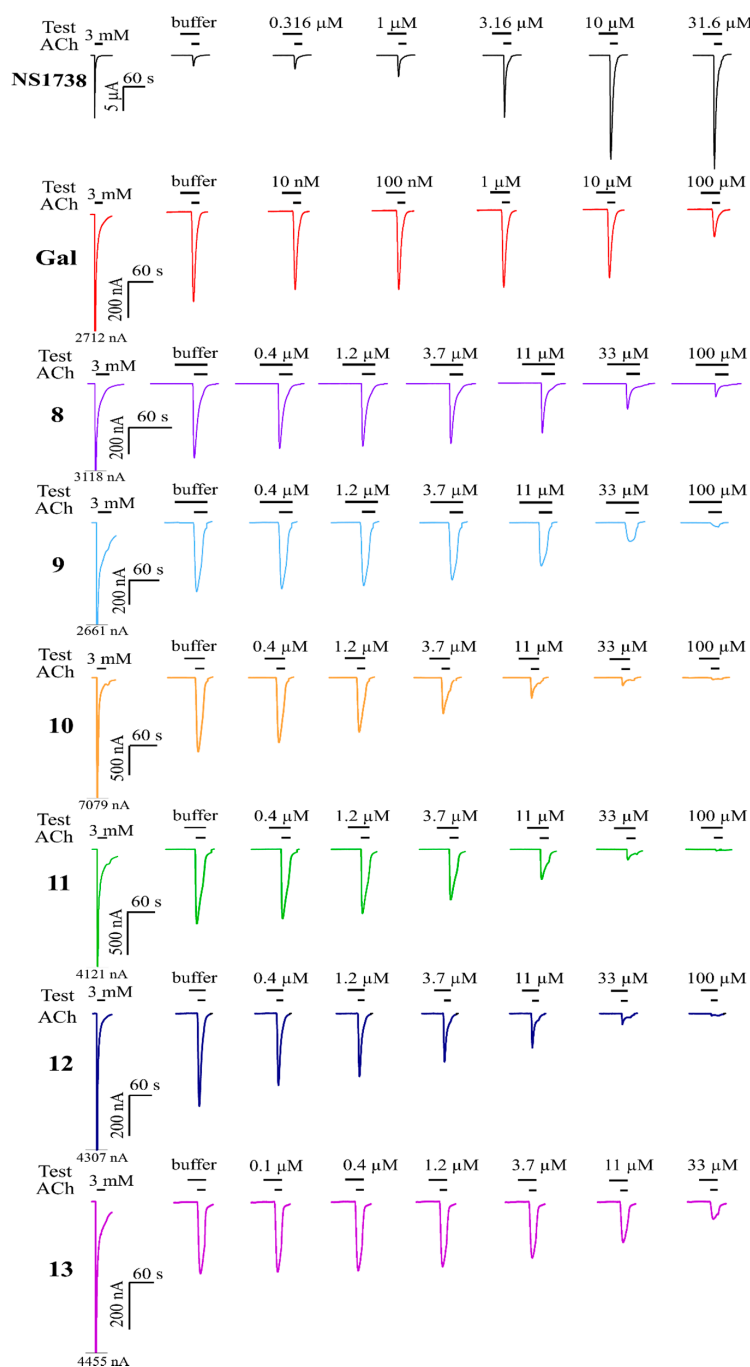 Test 3 mM buffer 0.316 µM 1 µM 3.16 µM 10 µM 31.6 µM
ACh
NS1738 5 µA 60 s
Test 3 mM buffer 10 nM 100 nM 1 µM 10 µM 100 µM
ACh
Gal 200 nA 60 s
2712 nA
Test 3 mM buffer 0.4 µM 1.2 µM 3.7 µM 11 µM 33 µM 100 µM
ACh
8 200 nA 60 s
3118 nA
Test 3 mM buffer 0.4 µM 1.2 µM 3.7 µM 11 µM 33 µM 100 µM
ACh
9 200 nA 60 s
2661 nA
Test 3 mM buffer 0.4 µM 1.2 µM 3.7 µM 11 µM 33 µM 100 µM
ACh
10 500 nA 60 s
7079 nA
Test 3 mM buffer 0.4 µM 1.2 µM 3.7 µM 11 µM 33 µM 100 µM
ACh
11 500 nA 60 s
4121 nA
Test 3 mM buffer 0.4 µM 1.2 µM 3.7 µM 11 µM 33 µM 100 µM
ACh
12 200 nA 60 s
4307 nA
Test 3 mM buffer 0.1 µM 0.4 µM 1.2 µM 3.7 µM 11 µM 33 µM
ACh
13 200 nA 60 s
4455 nA